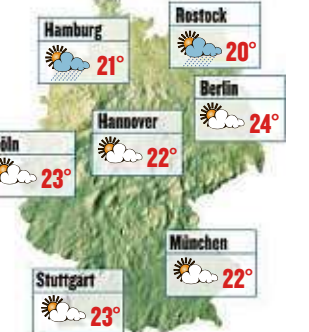 Rostock
20°
Hamburg
21°
Berlin
24°
Hannover
22°
öln
23°
München
22°
Stuttgart
23°